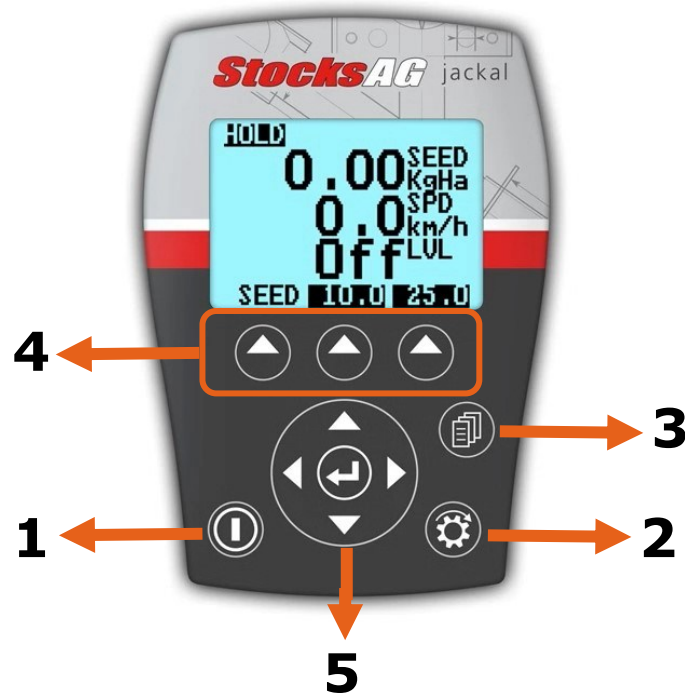 StocksAG jackal
HOLD
0.00 SEED KgHa
0.0 SPD km/h
Off LVL
SEED 10.0 25.0
4
3
1
2
5